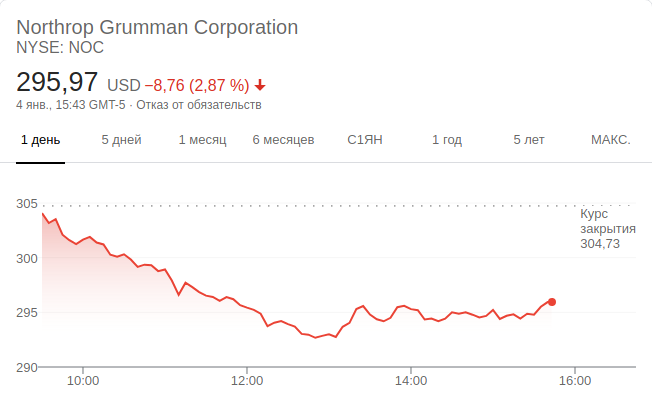 Northrop Grumman Corporation
NYSE: NOC
295,97 USD −8,76 (2,87 %)
4 янв., 15:43 GMT-5 · Отказ от обязательств
1 день 5 дней 1 месяц 6 месяцев С1ЯН 1 год 5 лет МАКС.
305
Курс
закрытия
304,73
300
295
290
10:00 12:00 14:00 16:00